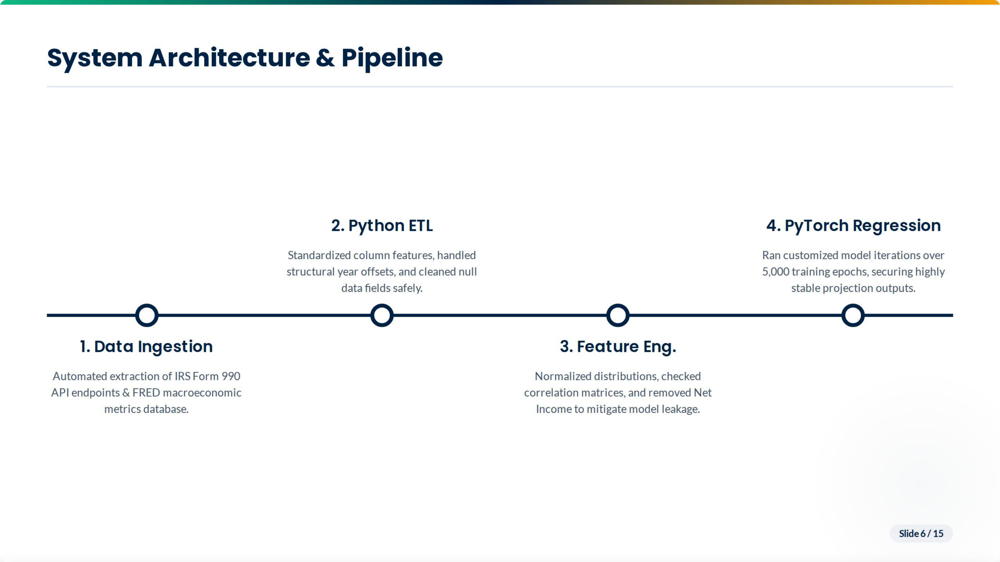 System Architecture & Pipeline
1. Data Ingestion
Automated extraction of IRS Form 990
API endpoints & FRED macroeconomic
metrics database.
2. Python ETL
Standardized column features, handled
structural year offsets, and cleaned null
data fields safely.
3. Feature Eng.
Normalized distributions, checked
correlation matrices, and removed Net
Income to mitigate model leakage.
4. PyTorch Regression
Ran customized model iterations over
5,000 training epochs, securing highly
stable projection outputs.
Slide 6 / 15